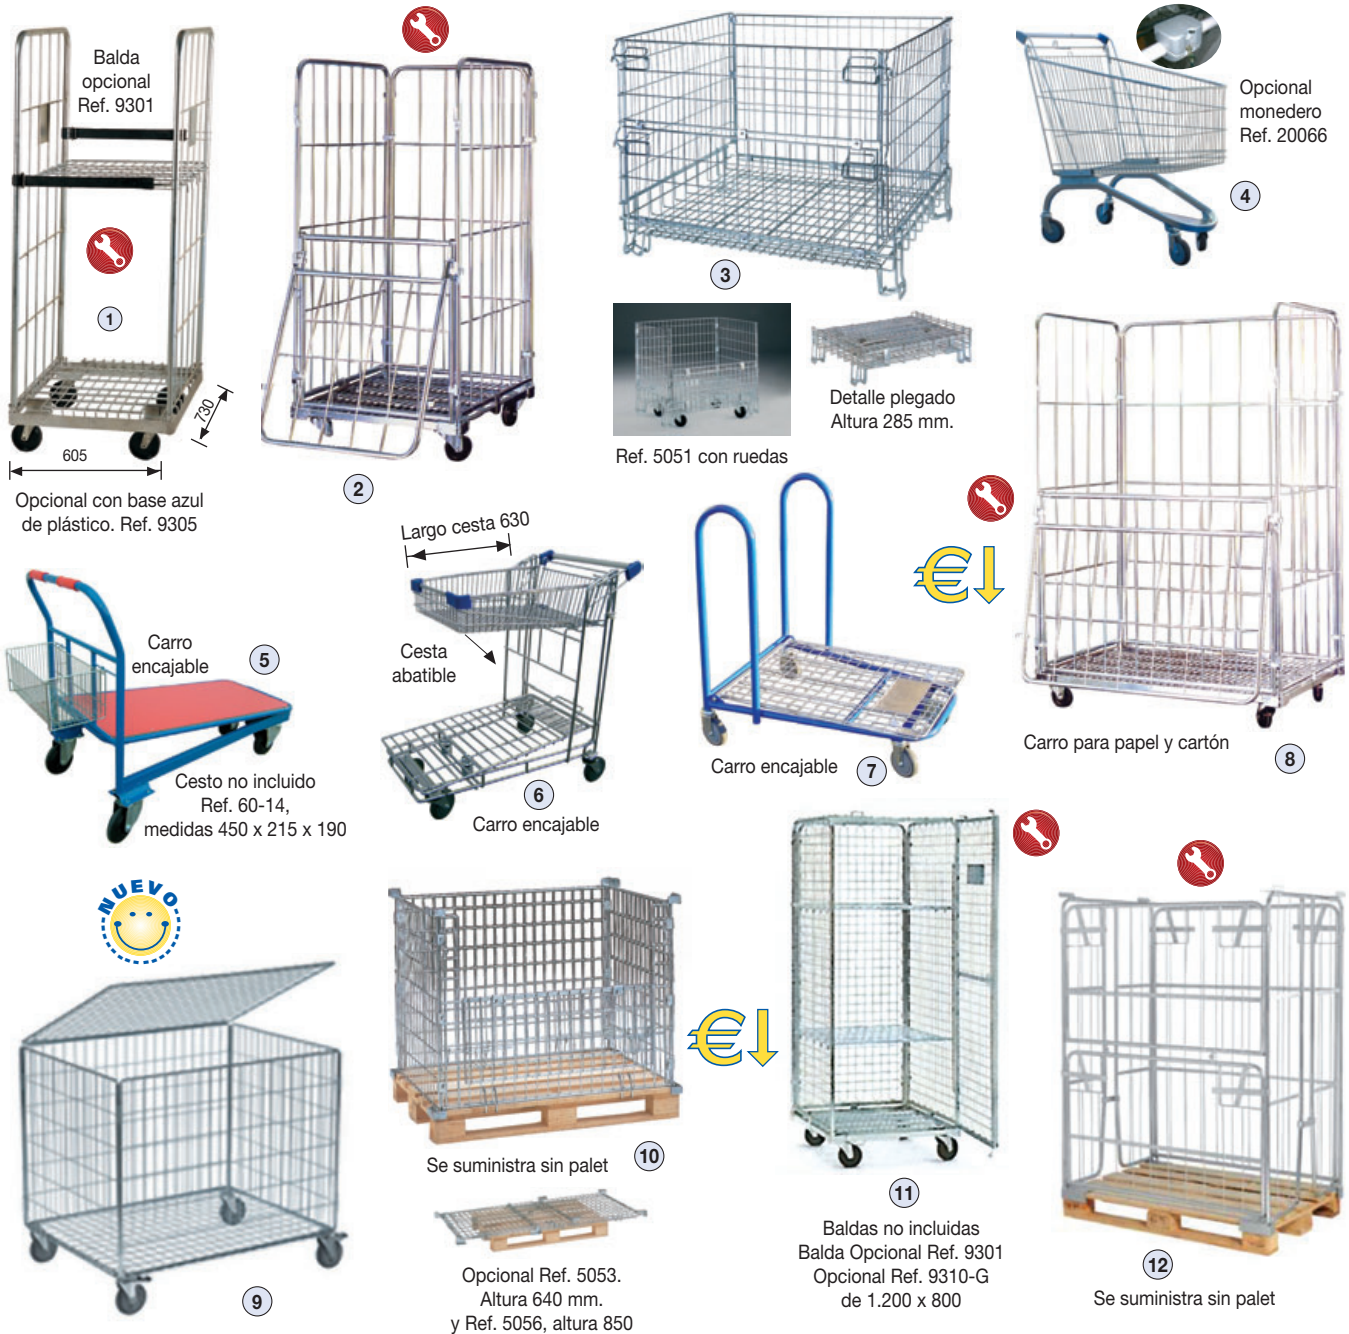 Balda
opcional
Ref. 9301
1
730
605
Opcional con base azul
de plástico. Ref. 9305
2
3
Opcional
monedero
Ref. 20066
4
Ref. 5051 con ruedas
Detalle plegado
Altura 285 mm.
Carro
encajable
5
Cesto no incluido
Ref. 60-14,
medidas 450 x 215 x 190
Largo cesta 630
Cesta
abatible
6
Carro encajable
Carro encajable
7
€
Carro para papel y cartón
8
NUEVO
9
Se suministra sin palet
10
Opcional Ref. 5053.
Altura 640 mm.
y Ref. 5056, altura 850
€
11
Baldas no incluidas
Balda Opcional Ref. 9301
Opcional Ref. 9310-G
de 1.200 x 800
12
Se suministra sin palet